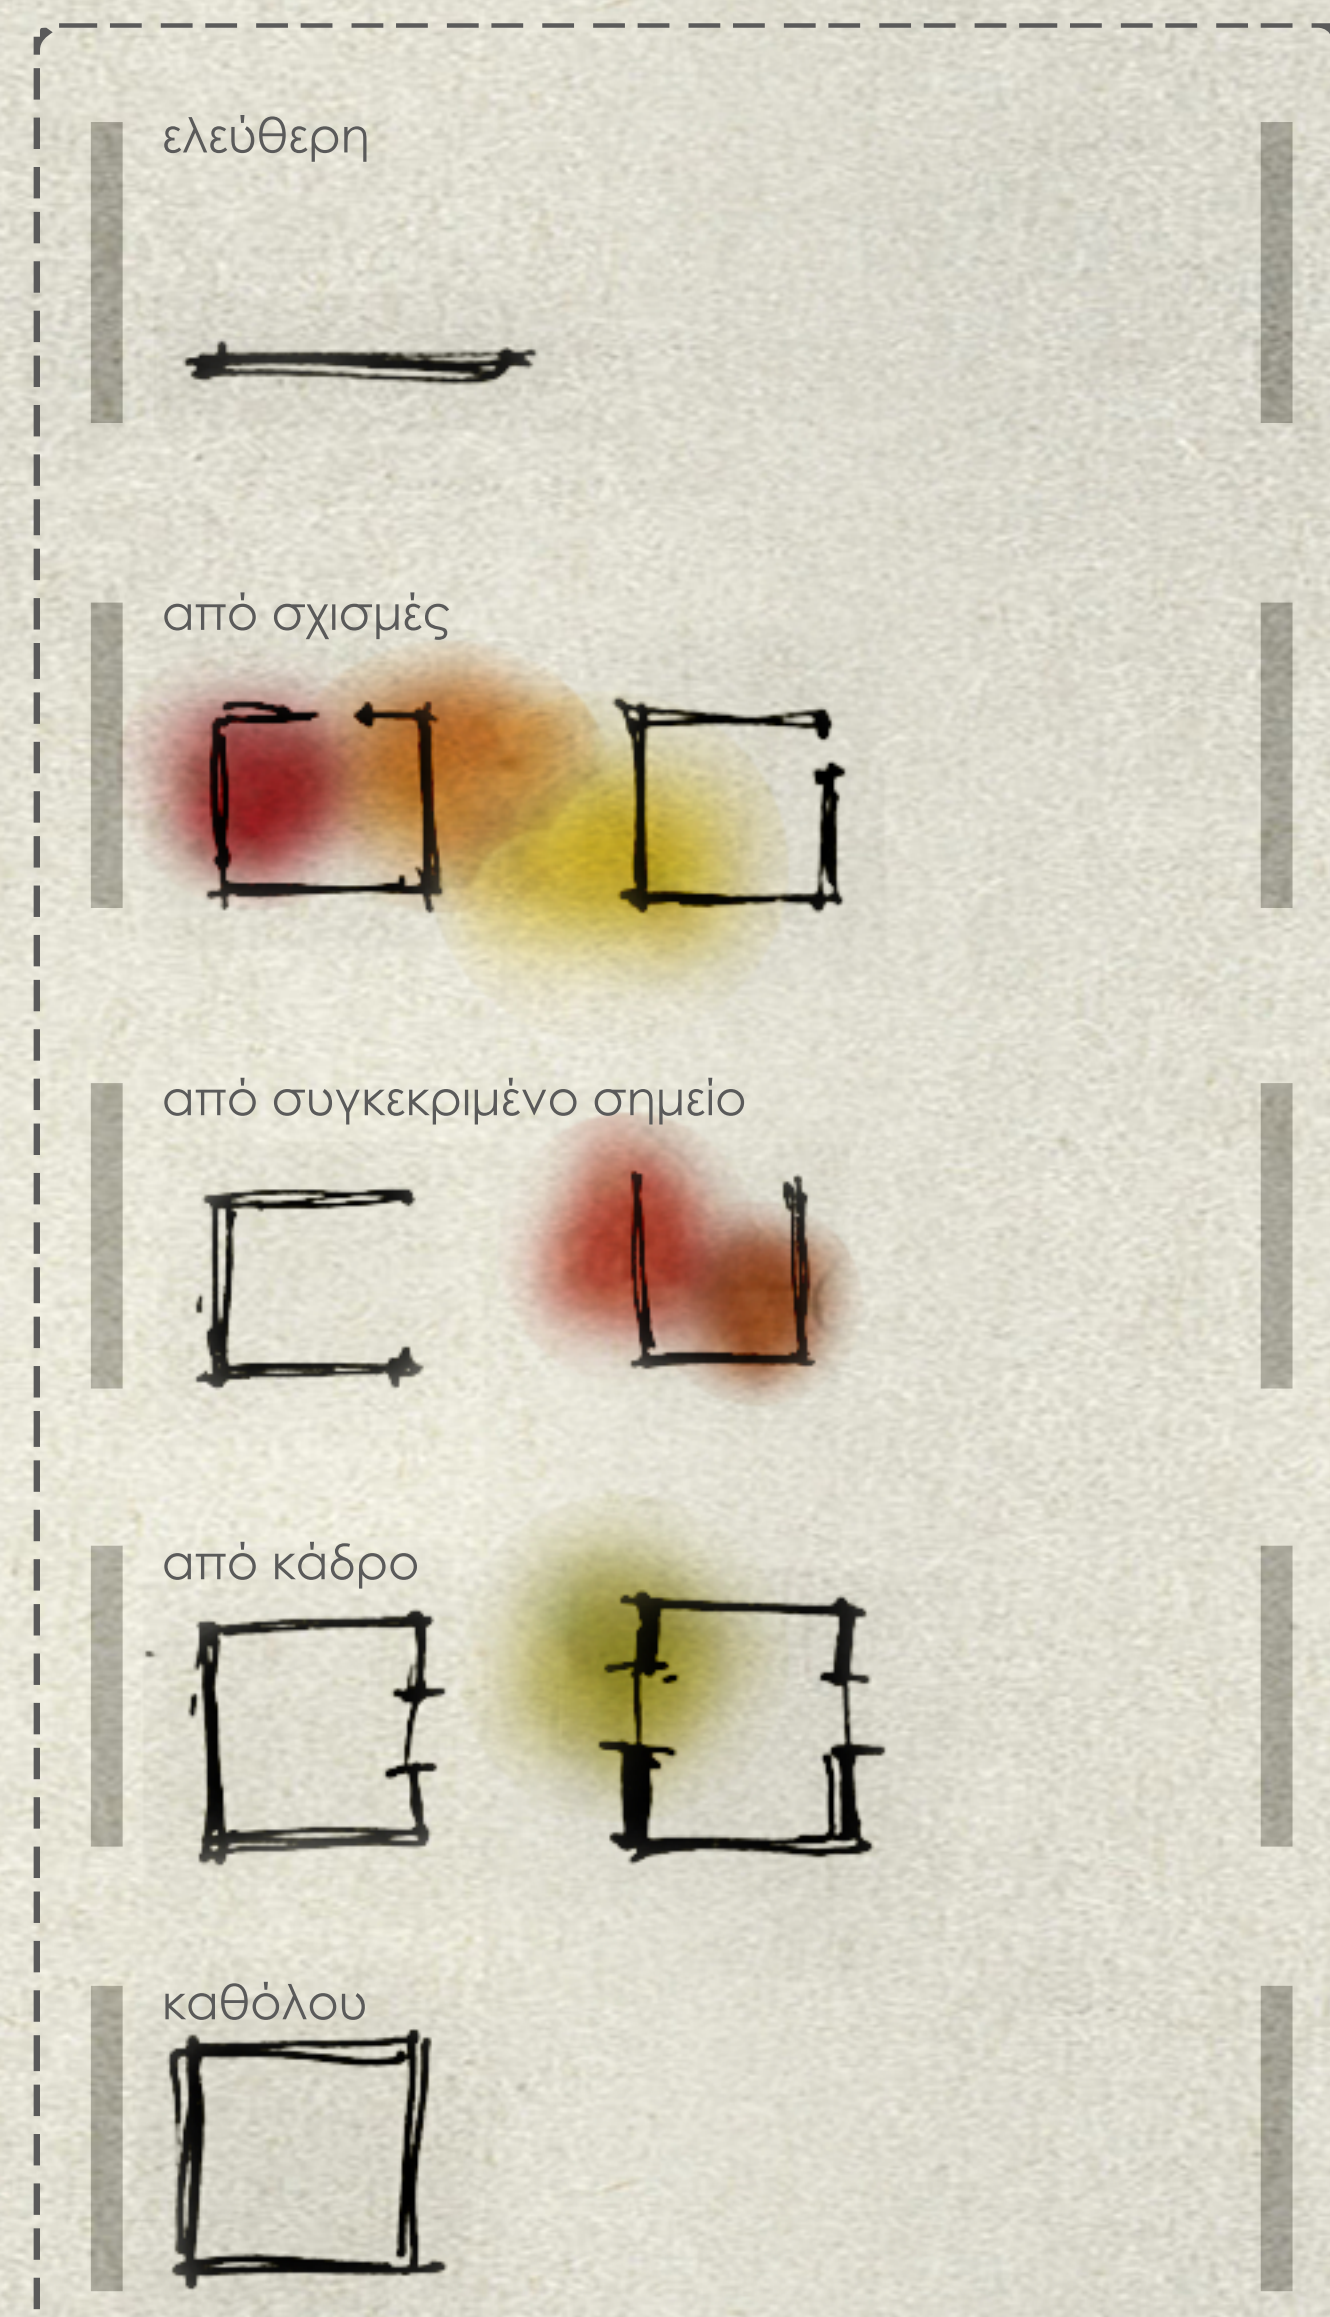 ελεύθερη
από σχισμές
από συγκεκριμένο σημείο
από κάδρο
καθόλου